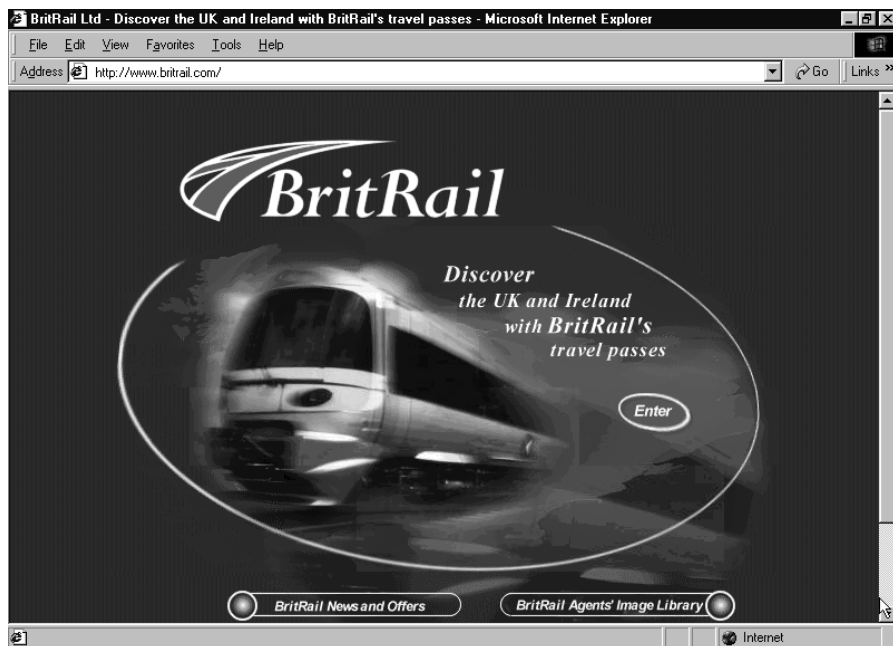 BritRail Ltd - Discover the UK and Ireland with BritRail's travel passes - Microsoft Internet Explorer
File Edit View Favorites Tools Help
Address http://www.britrail.com/ Go Links »
BritRail
Discover
the UK and Ireland
with BritRail's
travel passes
Enter
BritRail News and Offers BritRail Agents' Image Library
Internet